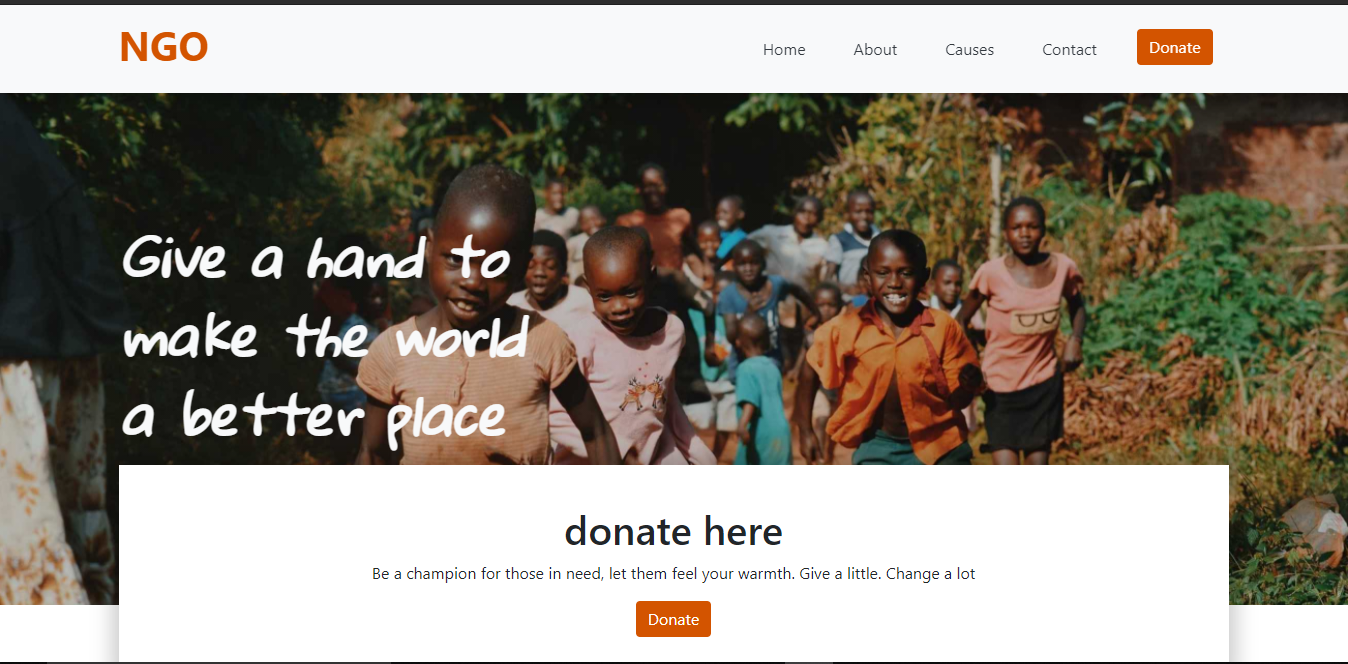 NGO
Home About Causes Contact Donate
Give a hand to
make the world
a better place
donate here
Be a champion for those in need, let them feel your warmth. Give a little. Change a lot
Donate